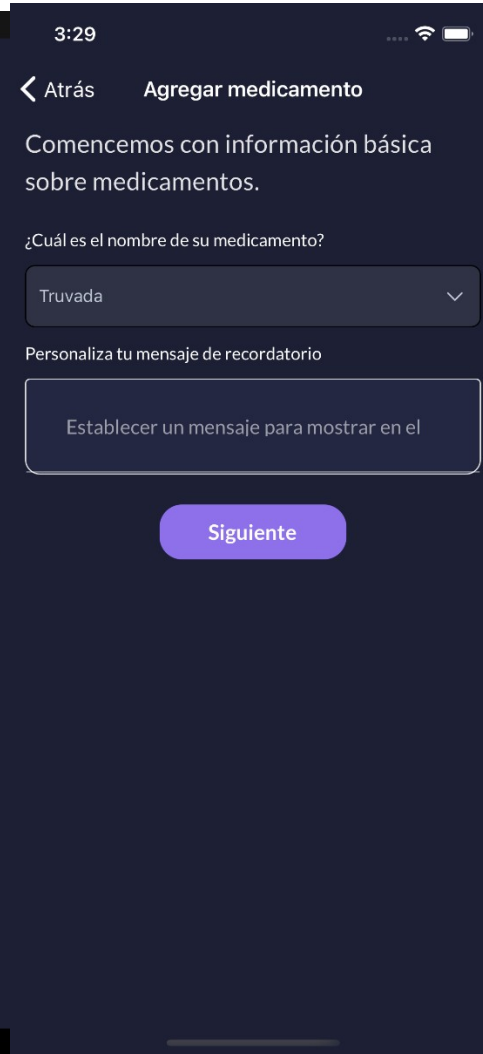 3:29
Atrás Agregar medicamento
Comencemos con información básica
sobre medicamentos.
¿Cuál es el nombre de su medicamento?
Truvada
Personaliza tu mensaje de recordatorio
Establecer un mensaje para mostrar en el
Siguiente